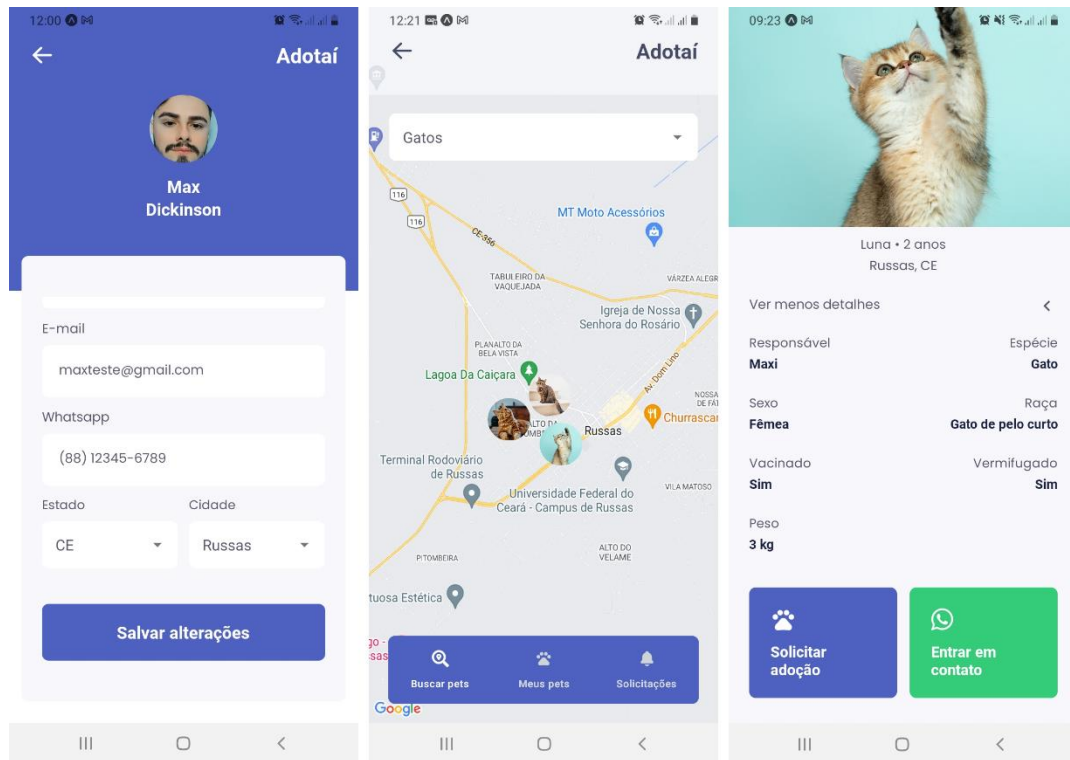 12:00
Adotaí
Max
Dickinson
E-mail
maxteste@gmail.com
Whatsapp
(88) 12345-6789
Estado
Cidade
CE
Russas
Salvar alterações
12:21
Adotaí
Gatos
116
116
CE-356
MT Moto Acessórios
TABULEIRO DA
VAQUEJADA
VÁRZEA ALEGR
Igreja de Nossa
Senhora do Rosário
PLANALTO DA
BELA VISTA
Av. Dom Lino
Lagoa Da Caiçara
NOSSA
DE FÁT
Churrascar
Russas
Terminal Rodoviário
de Russas
Universidade Federal do
Ceará - Campus de Russas
VILA MATOSO
PITOMBEIRA
ALTO DO
VELAME
tuosa Estética
Buscar pets
Meus pets
Solicitações
Google
09:23
Luna • 2 anos
Russas, CE
Ver menos detalhes
Responsável
Espécie
Maxi
Gato
Sexo
Raça
Fêmea
Gato de pelo curto
Vacinado
Vermifugado
Sim
Sim
Peso
3 kg
Solicitar
adoção
Entrar em
contato